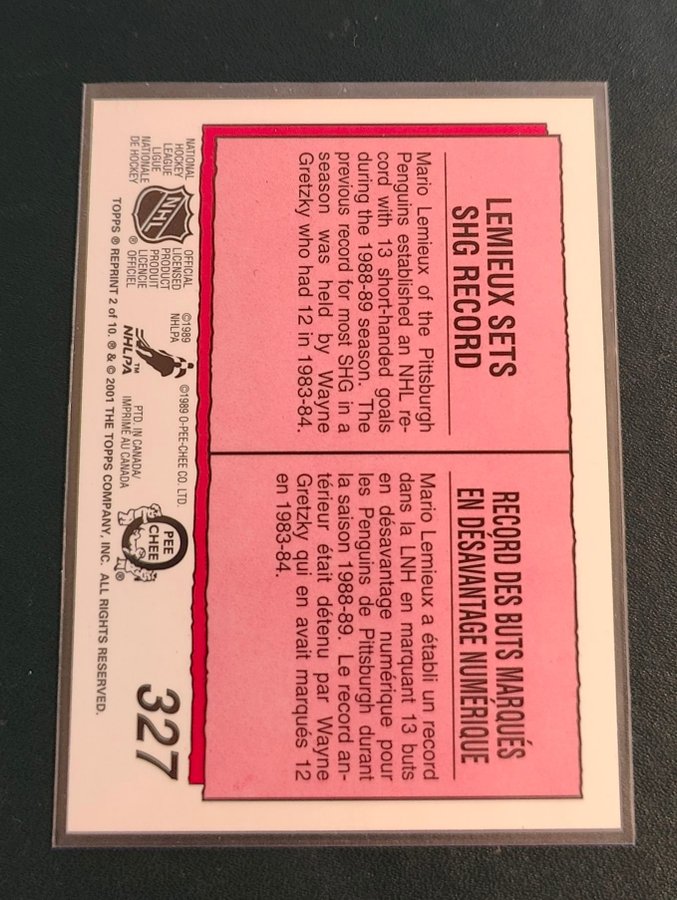 LEMIEUX SETS
SHG RECORD
Mario Lemieux of the Pittsburgh
Penguins established an NHL re-
cord with 13 short-handed goals
during the 1988-89 season. The
previous record for most SHG in a
season was held by Wayne
Gretzky who had 12 in 1983-84.
RECORD DES BUTS MARQUÉS
EN DÉSAVANTAGE NUMÉRIQUE
Mario Lemieux a établi un record
dans la LNH en marquant 13 buts
en désavantage numérique pour
les Penguins de Pittsburgh durant
la saison 1988-89. Le record an-
térieur était détenu par Wayne
Gretzky qui en avait marqués 12
en 1983-84.
NATIONAL
HOCKEY
LEAGUE
LIGUE
NATIONALE
DE HOCKEY
NHL
®
OFFICIAL
LICENSED
PRODUCT
PRODUIT
LICENCIE
OFFICIEL
©1989
NHLPA
NHLPA™
©1989 O-PEE-CHEE CO. LTD.
PTD. IN CANADA/
IMPRIMÉ AU CANADA
O
PEE
CHEE
®
327
TOPPS ® REPRINT 2 of 10. ® & © 2001 THE TOPPS COMPANY, INC. ALL RIGHTS RESERVED.